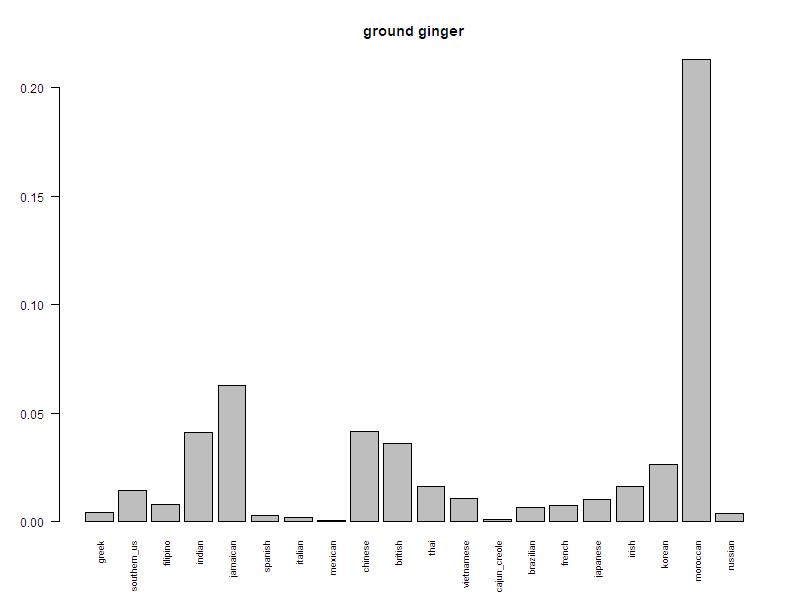 ground ginger
0.20
0.15
0.10
0.05
0.00
greek
southern_us
filipino
indian
jamaican
spanish
italian
mexican
chinese
british
thai
vietnamese
cajun_creole
brazilian
french
japanese
irish
korean
moroccan
russian